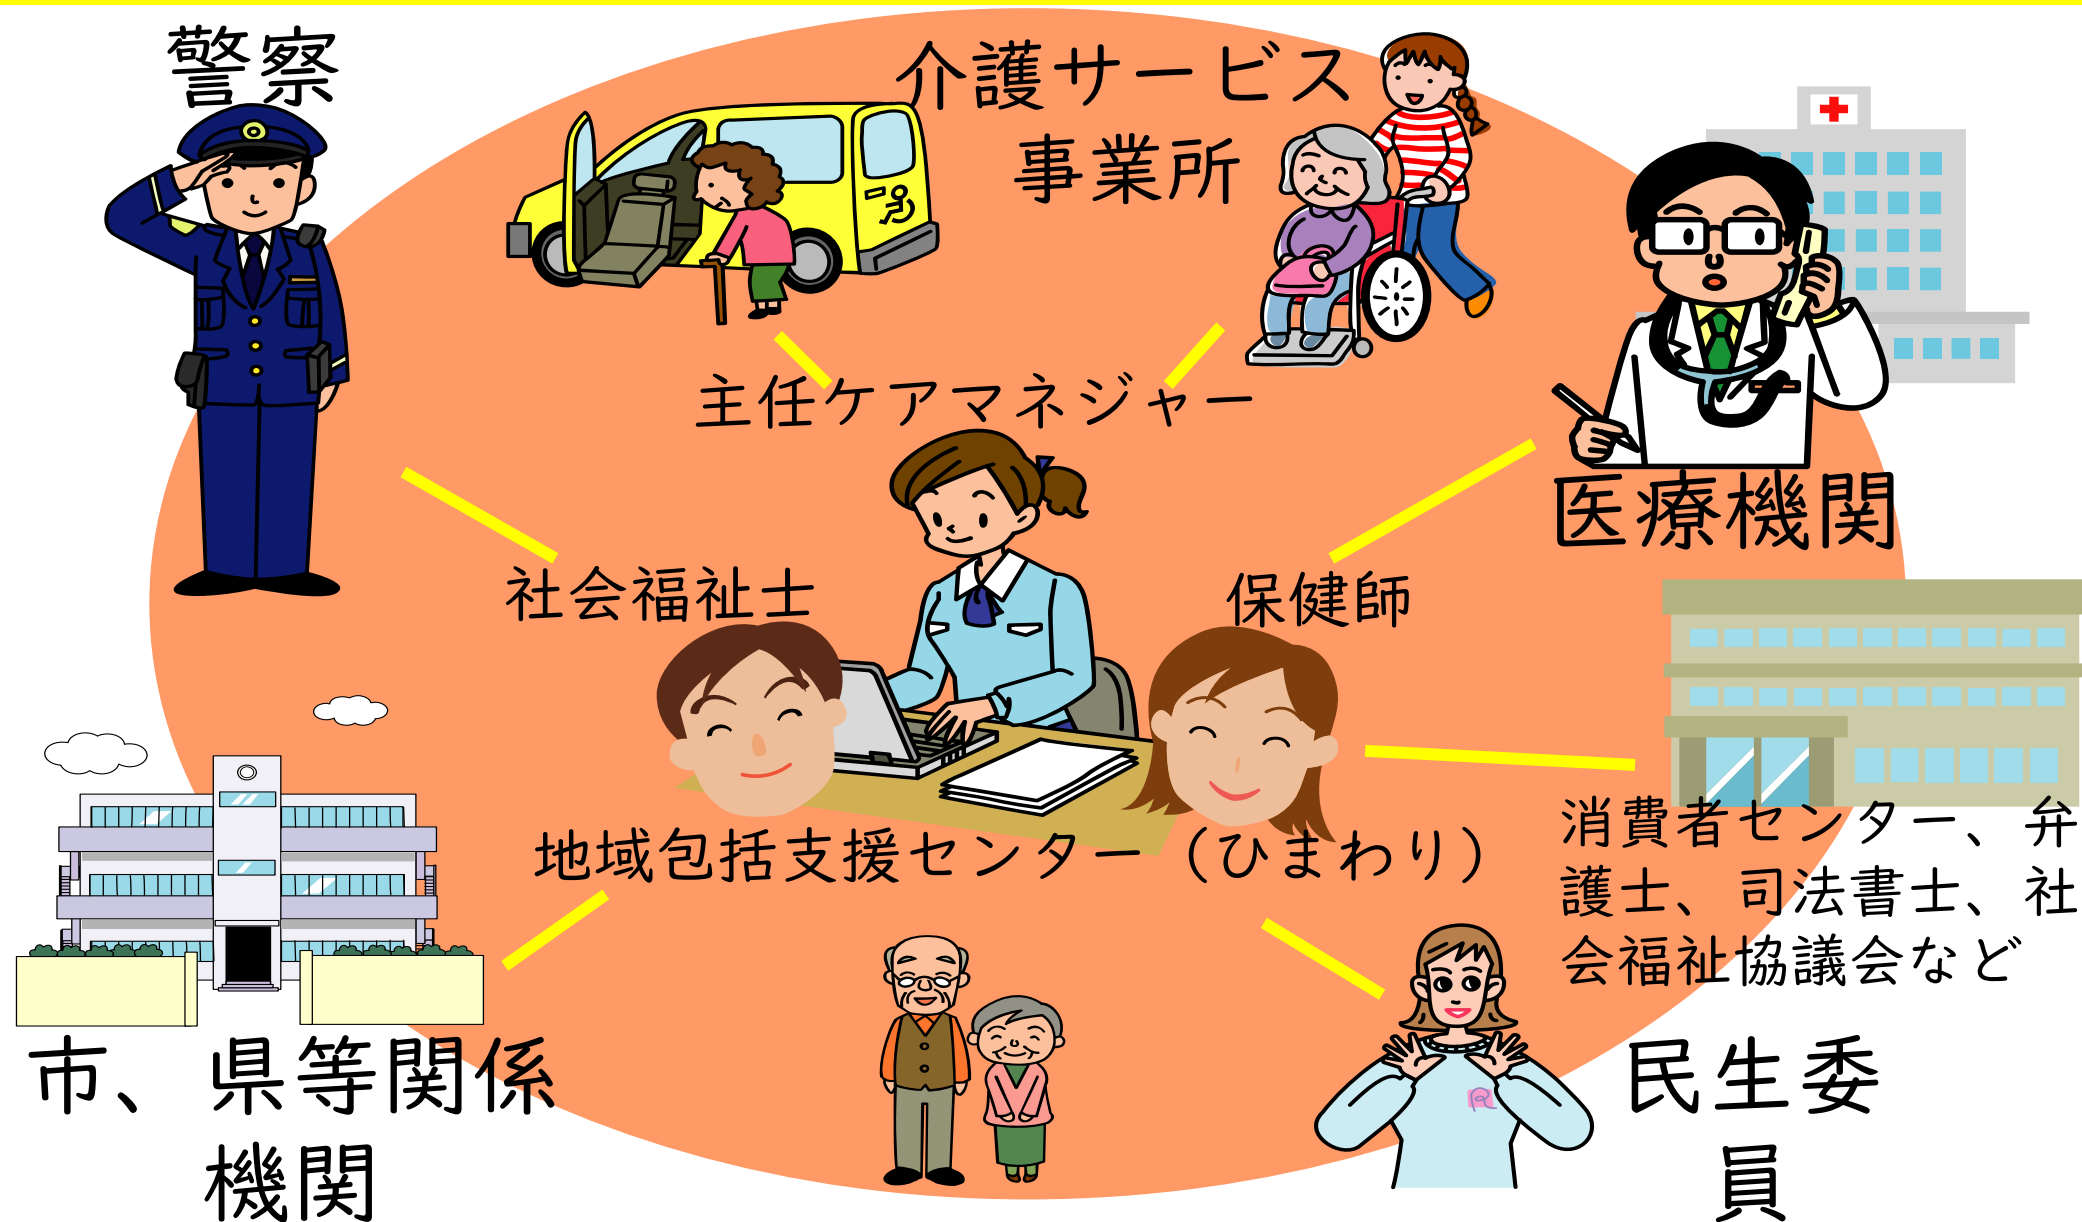 警察
介護サービス
事業所
主任ケアマネジャー
医療機関
社会福祉士
保健師
地域包括支援センター（ひまわり）
消費者センター、弁
護士、司法書士、社
会福祉協議会など
市、県等関係
機関
民生委
員
R